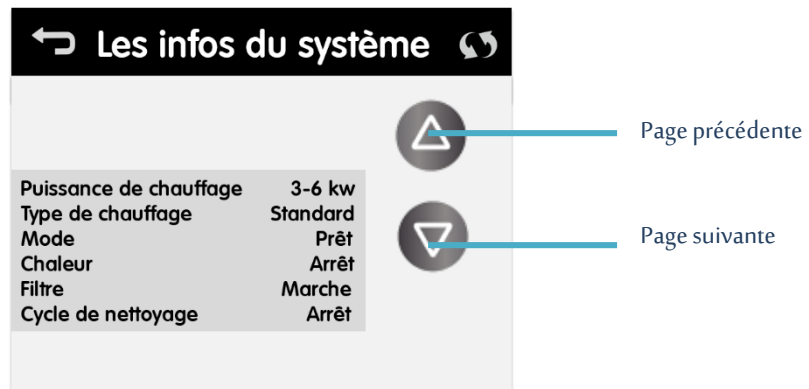 Les infos du système
Page précédente
Puissance de chauffage 3-6 kw
Type de chauffage Standard
Mode Prêt
Chaleur Arrêt
Filtre Marche
Cycle de nettoyage Arrêt
Page suivante